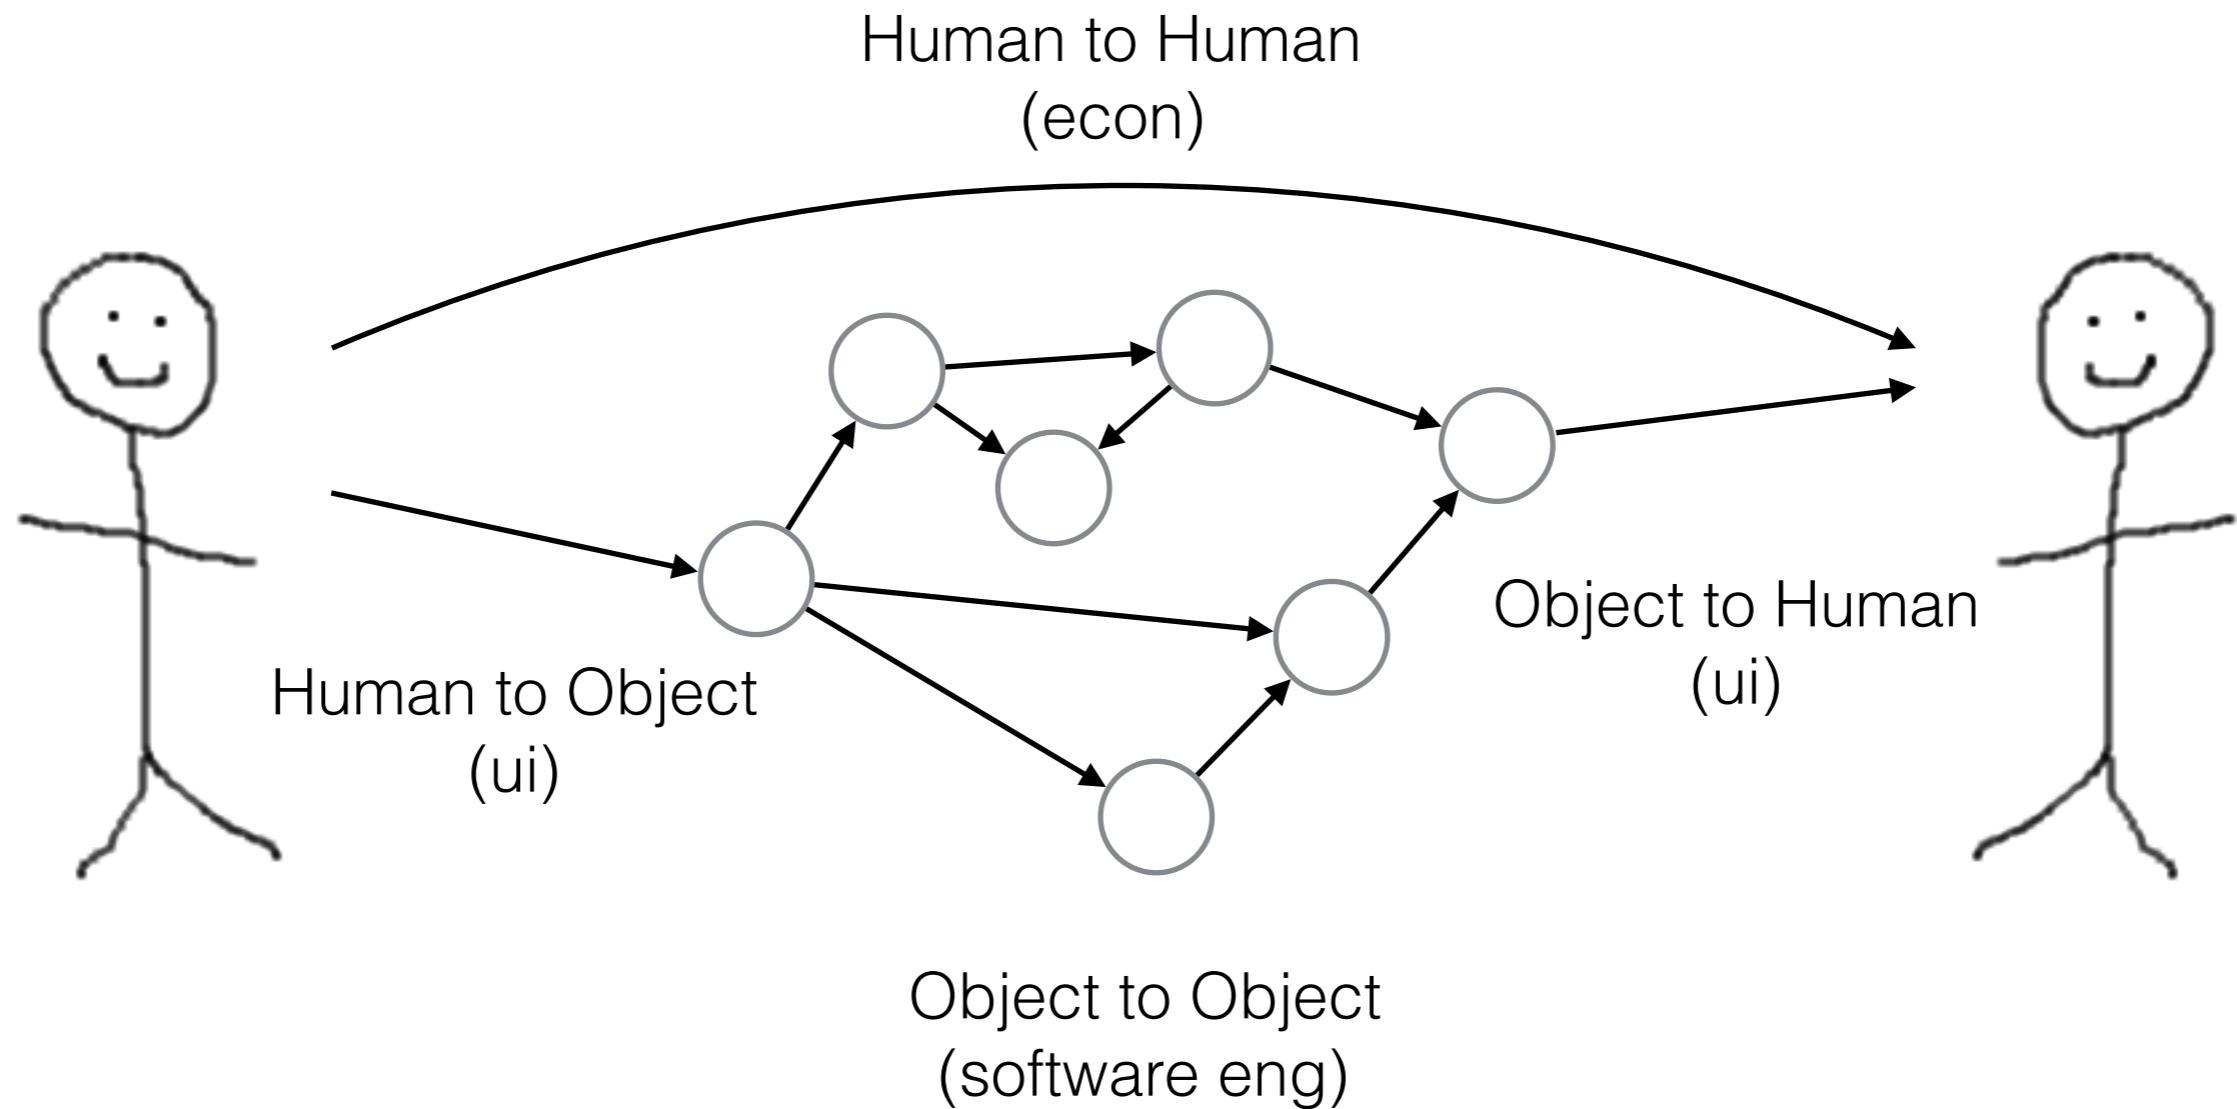 Human to Human
(econ)
Human to Object
(ui)
Object to Human
(ui)
Object to Object
(software eng)